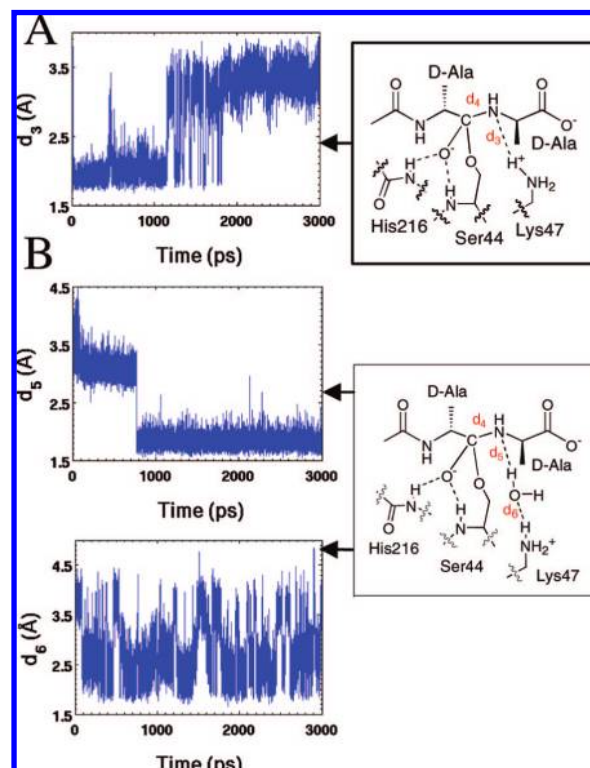 A
d₃ (Å)
3.5
2.5
1.5
0 1000 2000 3000
Time (ps)
O
D-Ala
d₄
H
N
O
O⁻
N
H
C
d₃
D-Ala
O
O
H⁺
H
N
O
H
N
NH₂
His216
Ser44
Lys47
B
d₅ (Å)
4.5
3.5
2.5
1.5
0 1000 2000 3000
Time (ps)
O
D-Ala
d₄
H
N
O
O⁻
N
H
C
d₅
D-Ala
O⁻
O
H
O-H
d₆
H
N
O
H
N
H
NH₂⁺
His216
Ser44
Lys47
d₆ (Å)
4.5
3.5
2.5
1.5
0 1000 2000 3000
Time (ps)